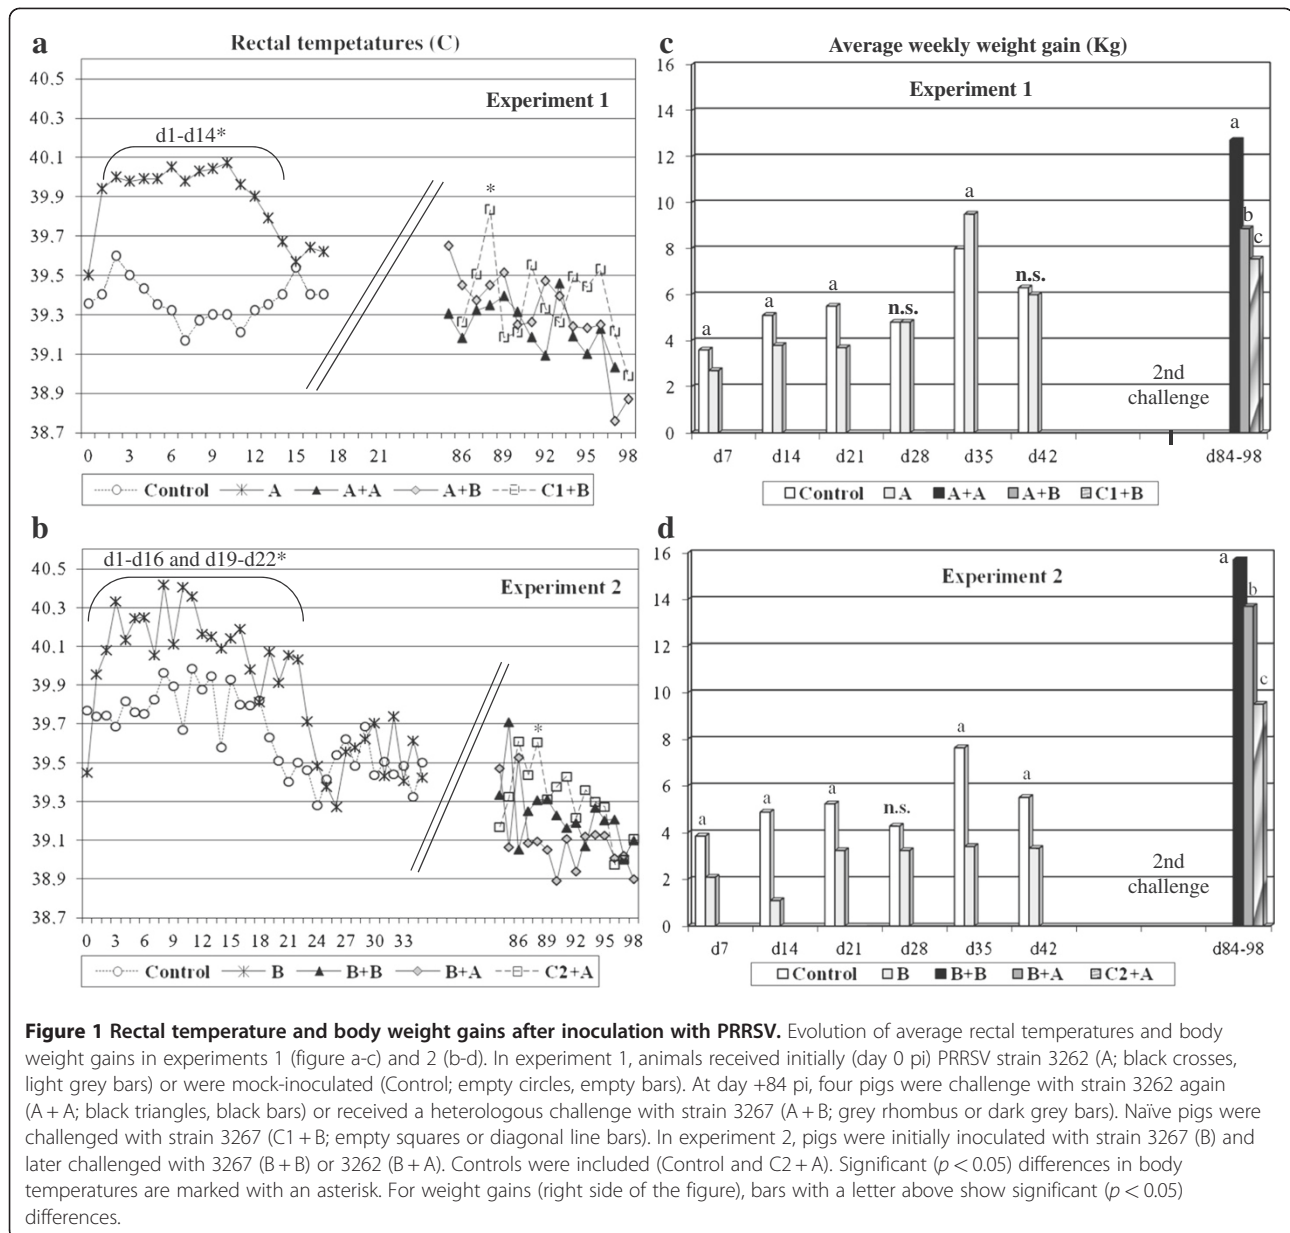 a
Rectal tempetatures (C)
40.5
40.3
40.1
39.9
39.7
39.5
39.3
39.1
38.9
38.7
Experiment 1
d1-d14*
*
0 3 6 9 12 15 18 21 86 89 92 95 98
Control A A+A A+B C1+B
c
Average weekly weight gain (Kg)
16
14
12
10
8
6
4
2
0
Experiment 1
a
a
a
n.s.
a
n.s.
a
b
c
2nd
challenge
d7 d14 d21 d28 d35 d42 d84-98
Control A A+A A+B C1+B
b
40.5
40.3
40.1
39.9
39.7
39.5
39.3
39.1
38.9
38.7
d1-d16 and d19-d22*
Experiment 2
*
0 3 6 9 12 15 18 21 24 27 30 33 86 89 92 95 98
Control B B+B B+A C2+A
d
16
14
12
10
8
6
4
2
0
Experiment 2
a
a
a
n.s.
a
a
a
b
c
2nd
challenge
d7 d14 d21 d28 d35 d42 d84-98
Control B B+B B+A C2+A
Figure 1 Rectal temperature and body weight gains after inoculation with PRRSV. Evolution of average rectal temperatures and body
weight gains in experiments 1 (figure a-c) and 2 (b-d). In experiment 1, animals received initially (day 0 pi) PRRSV strain 3262 (A; black crosses,
light grey bars) or were mock-inoculated (Control; empty circles, empty bars). At day +84 pi, four pigs were challenge with strain 3262 again
(A + A; black triangles, black bars) or received a heterologous challenge with strain 3267 (A + B; grey rhombus or dark grey bars). Naïve pigs were
challenged with strain 3267 (C1 + B; empty squares or diagonal line bars). In experiment 2, pigs were initially inoculated with strain 3267 (B) and
later challenged with 3267 (B + B) or 3262 (B + A). Controls were included (Control and C2 + A). Significant (p < 0.05) differences in body
temperatures are marked with an asterisk. For weight gains (right side of the figure), bars with a letter above show significant (p < 0.05)
differences.